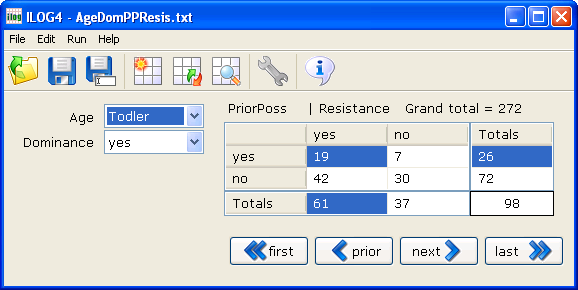 ILOG4 - AgeDomPPResis.txt
File Edit Run Help
ilog
Age Todler
Dominance yes
PriorPoss | Resistance Grand total = 272
yes no Totals
yes 19 7 26
no 42 30 72
Totals 61 37 98
first prior next last